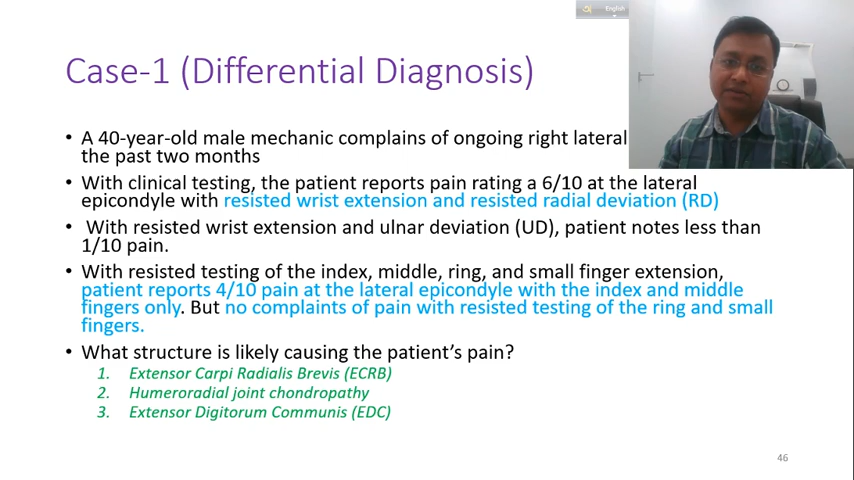 অ English
Case-1 (Differential Diagnosis)
• A 40-year-old male mechanic complains of ongoing right lateral
the past two months
• With clinical testing, the patient reports pain rating a 6/10 at the lateral
epicondyle with resisted wrist extension and resisted radial deviation (RD)
• With resisted wrist extension and ulnar deviation (UD), patient notes less than
1/10 pain.
• With resisted testing of the index, middle, ring, and small finger extension,
patient reports 4/10 pain at the lateral epicondyle with the index and middle
fingers only. But no complaints of pain with resisted testing of the ring and small
fingers.
• What structure is likely causing the patient's pain?
1. Extensor Carpi Radialis Brevis (ECRB)
2. Humeroradial joint chondropathy
3. Extensor Digitorum Communis (EDC)
46